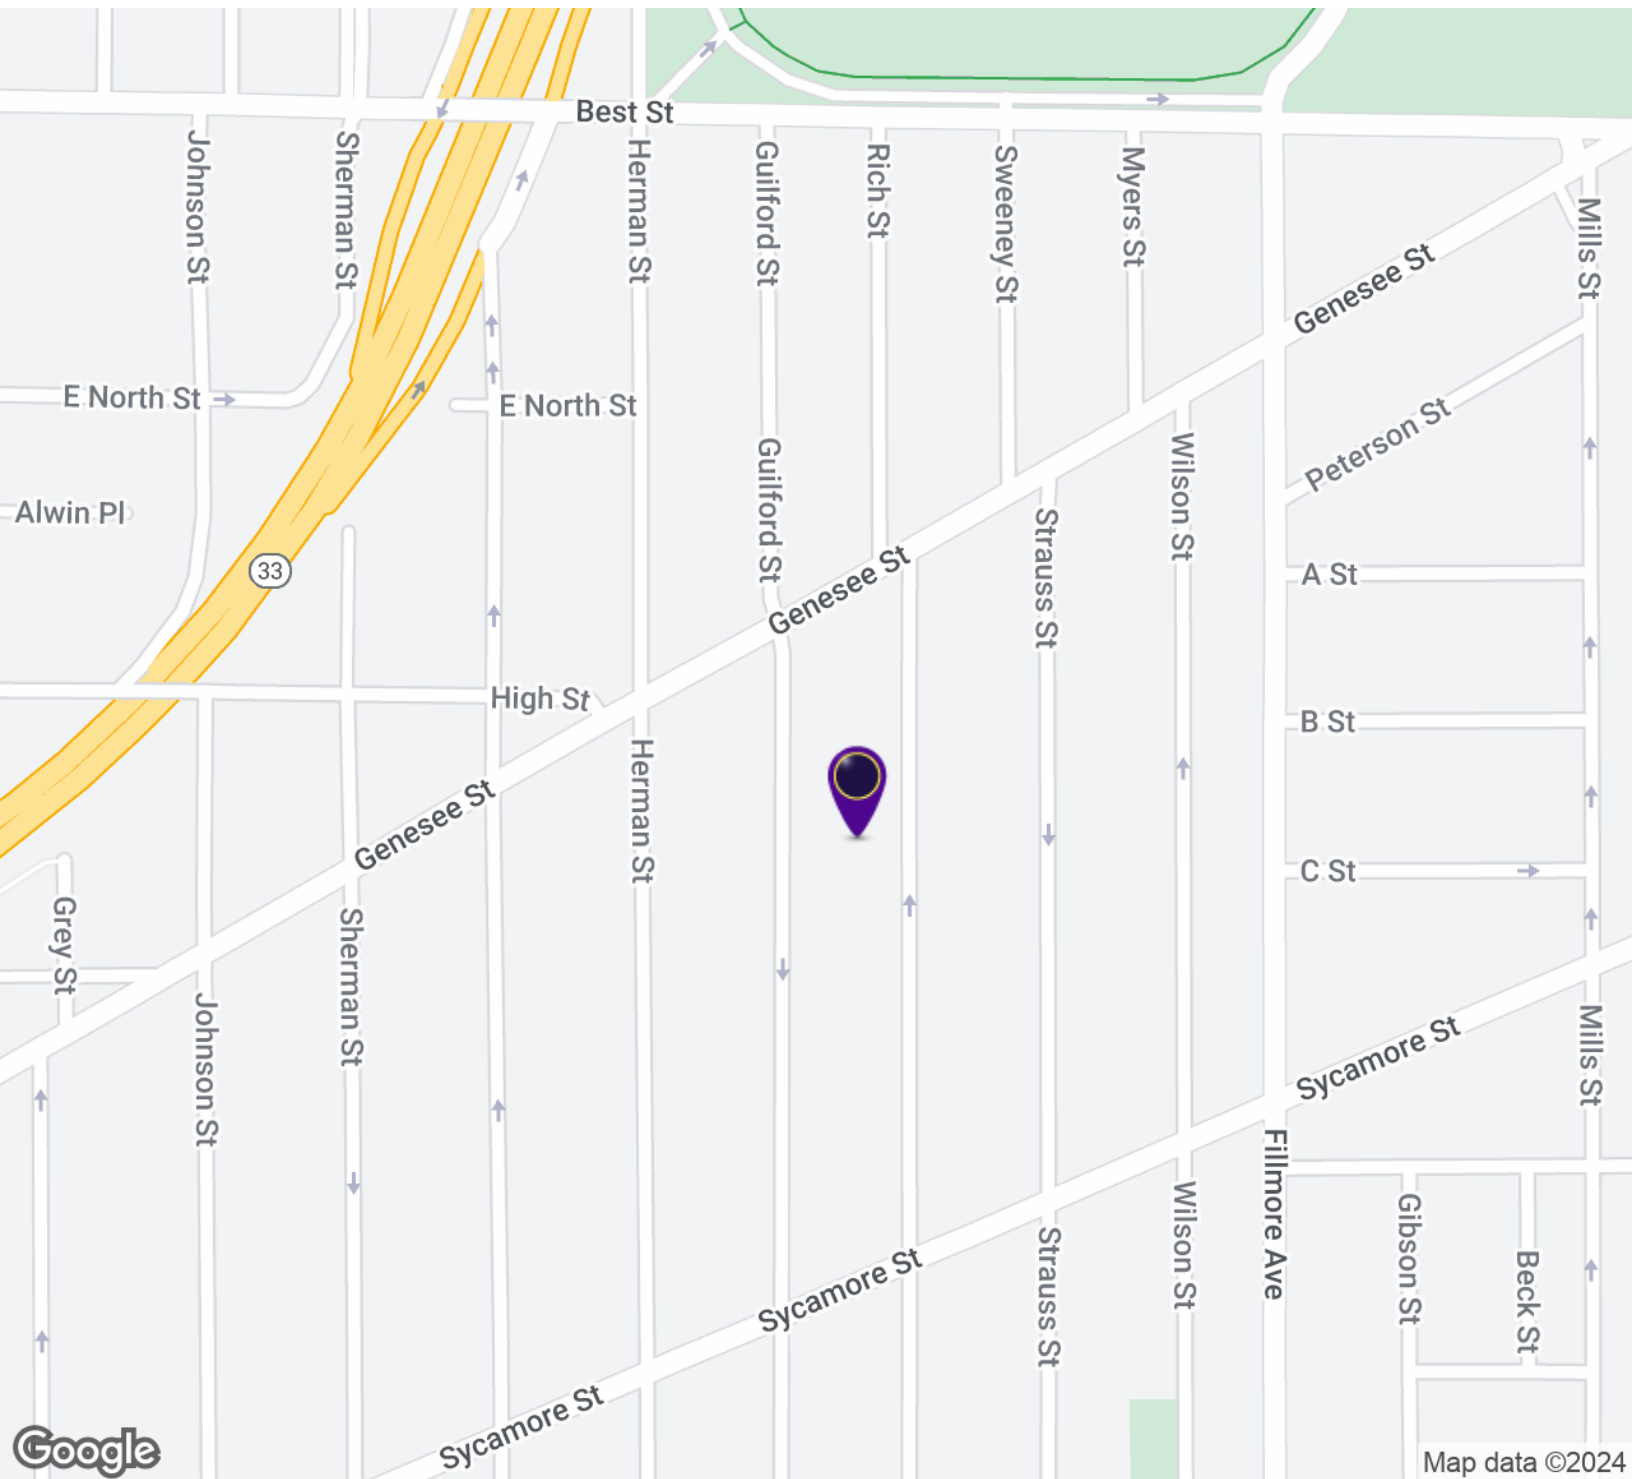 Best St
Johnson St
Sherman St
Herman St
Guilford St
Rich St
Sweeney St
Myers St
Mills St
Genesee St
E North St
E North St
Peterson St
Guilford St
Wilson St
Alwin Pl
Strauss St
33
Genesee St
A St
High St
B St
Herman St
Genesee St
C St
Grey St
Sherman St
Johnson St
Mills St
Sycamore St
Fillmore Ave
Wilson St
Gibson St
Strauss St
Beck St
Sycamore St
Sycamore St
Google
Map data ©2024